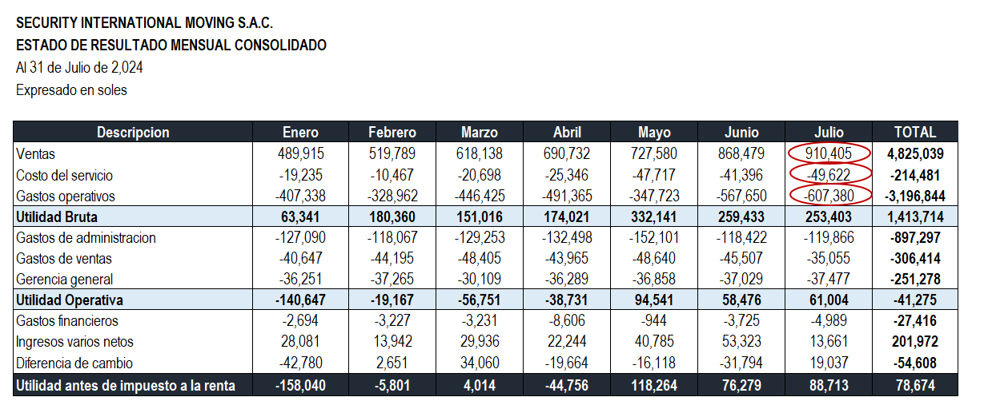 SECURITY INTERNATIONAL MOVING S.A.C.
ESTADO DE RESULTADO MENSUAL CONSOLIDADO
Al 31 de Julio de 2,024
Expresado en soles
Descripcion Enero Febrero Marzo Abril Mayo Junio Julio TOTAL
Ventas 489,915 519,789 618,138 690,732 727,580 868,479 910,405 4,825,039
Costo del servicio -19,235 -10,467 -20,698 -25,346 -47,717 -41,396 -49,622 -214,481
Gastos operativos -407,338 -328,962 -446,425 -491,365 -347,723 -567,650 -607,380 -3,196,844
Utilidad Bruta 63,341 180,360 151,016 174,021 332,141 259,433 253,403 1,413,714
Gastos de administracion -127,090 -118,067 -129,253 -132,498 -152,101 -118,422 -119,866 -897,297
Gastos de ventas -40,647 -44,195 -48,405 -43,965 -48,640 -45,507 -35,055 -306,414
Gerencia general -36,251 -37,265 -30,109 -36,289 -36,858 -37,029 -37,477 -251,278
Utilidad Operativa -140,647 -19,167 -56,751 -38,731 94,541 58,476 61,004 -41,275
Gastos financieros -2,694 -3,227 -3,231 -8,606 -944 -3,725 -4,989 -27,416
Ingresos varios netos 28,081 13,942 29,936 22,244 40,785 53,323 13,661 201,972
Diferencia de cambio -42,780 2,651 34,060 -19,664 -16,118 -31,794 19,037 -54,608
Utilidad antes de impuesto a la renta -158,040 -5,801 4,014 -44,756 118,264 76,279 88,713 78,674